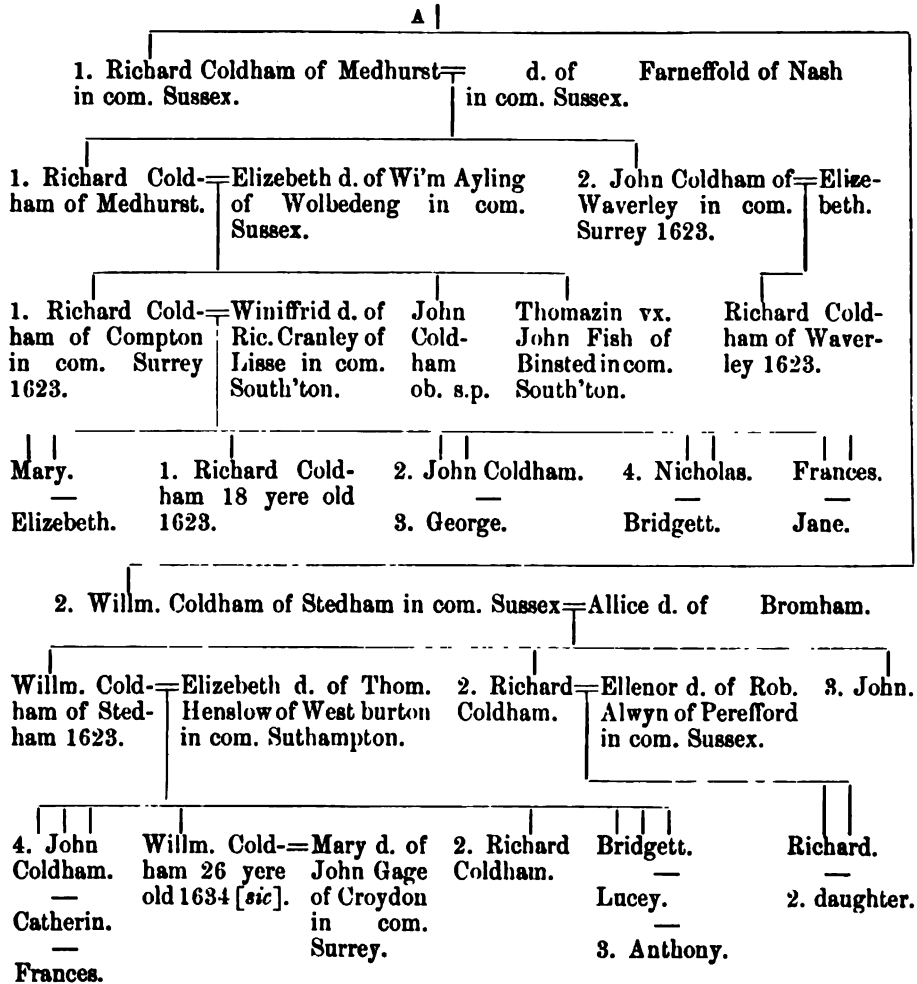 A
1. Richard Coldham of Medhurst= d. of Farneffold of Nash
in com. Sussex. in com. Sussex.
1. Richard Cold-=Elizebeth d. of Wi'm Ayling
ham of Medhurst. of Wolbedeng in com.
Sussex.
2. John Coldham of=Elize-
Waverley in com. beth.
Surrey 1623.
1. Richard Cold-=Winiffrid d. of
ham of Compton Ric. Cranley of
in com. Surrey Lisse in com.
1623. South'ton.
John
Cold-
ham
ob. s.p.
Thomazin vx.
John Fish of
Binsted in com.
South'ton.
Richard Cold-
ham of Waver-
ley 1623.
Mary.
—
Elizebeth.
1. Richard Cold-
ham 18 yere old
1623.
2. John Coldham.
—
3. George.
4. Nicholas.
—
Bridgett.
Frances.
—
Jane.
2. Willm. Coldham of Stedham in com. Sussex=Allice d. of Bromham.
Willm. Cold-=Elizebeth d. of Thom.
ham of Sted- Henslow of West burton
ham 1623. in com. Suthampton.
2. Richard=Ellenor d. of Rob.
Coldham. Alwyn of Perefford
in com. Sussex.
3. John.
4. John
Coldham.
—
Catherin.
—
Frances.
Willm. Cold-=Mary d. of
ham 26 yere John Gage
old 1634 [sic]. of Croydon
in com.
Surrey.
2. Richard
Coldham.
Bridgett.
—
Lucey.
—
3. Anthony.
Richard.
—
2. daughter.